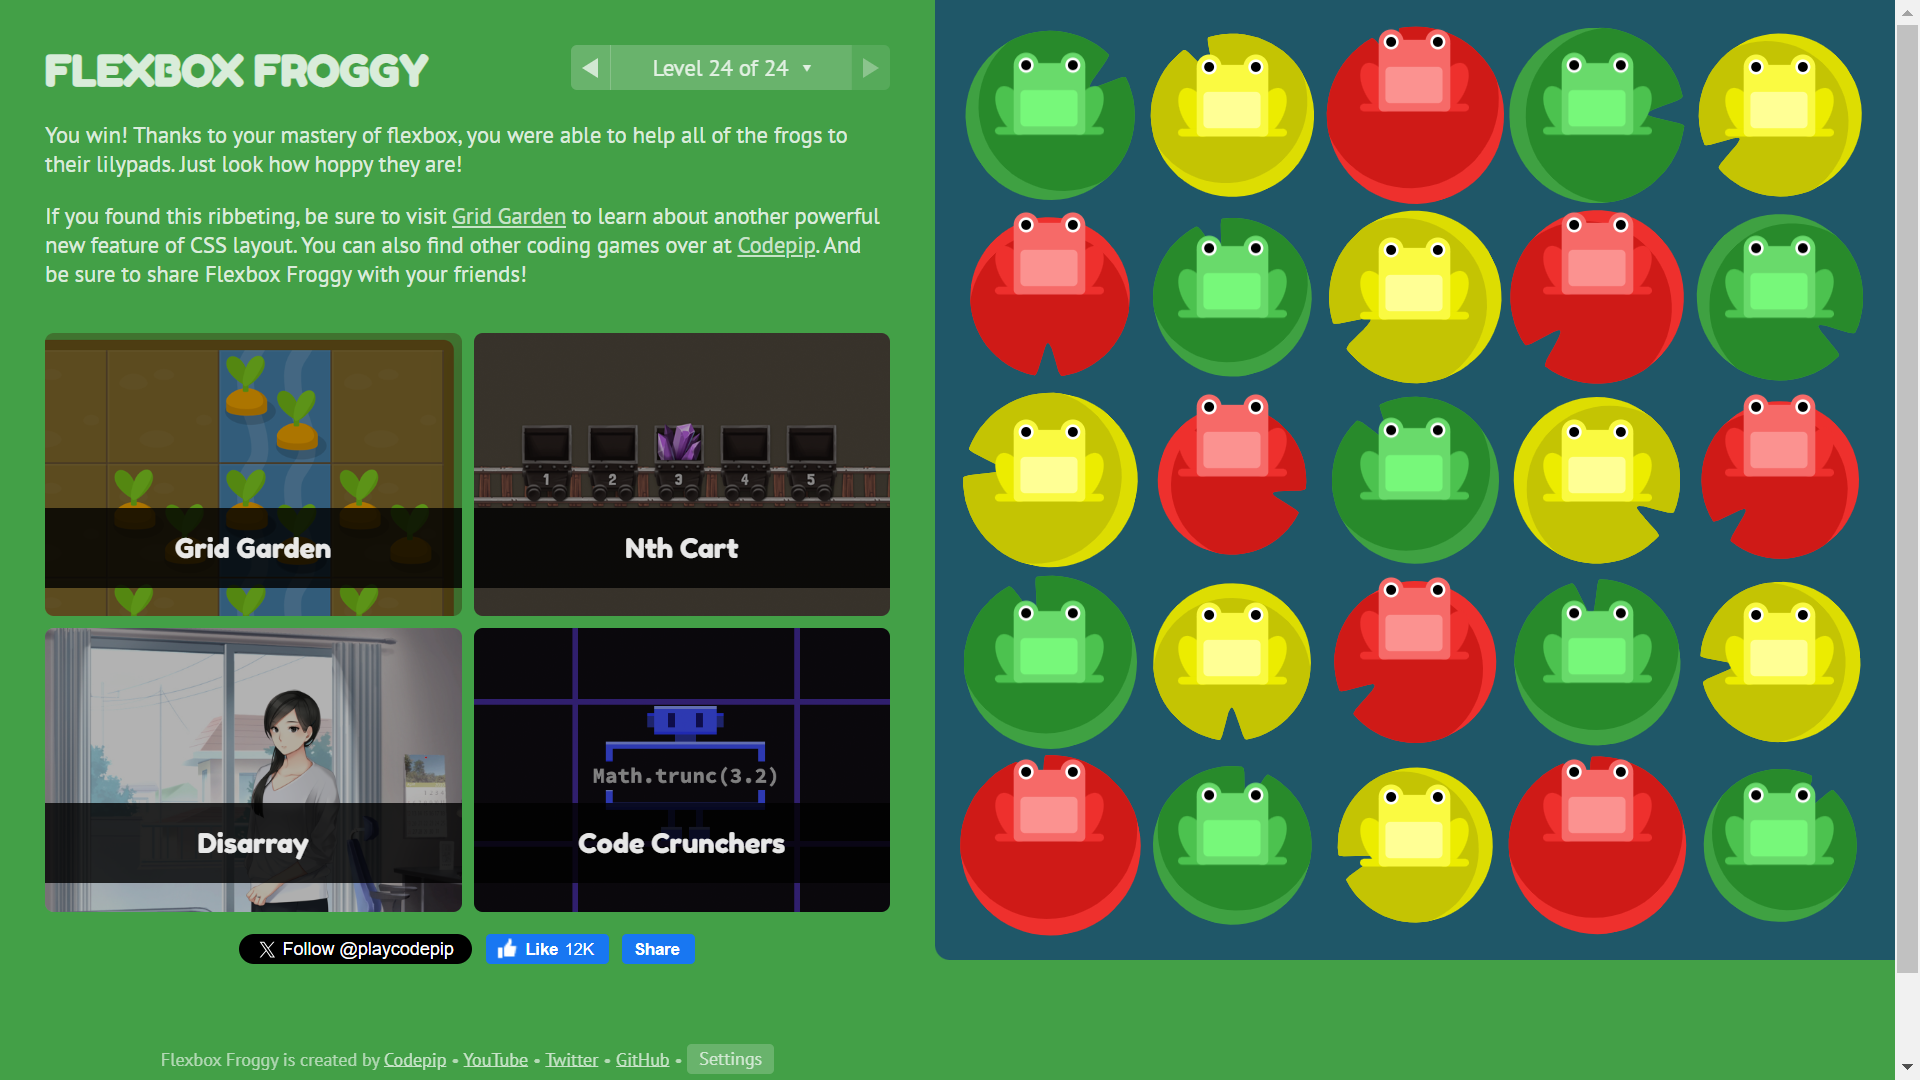 FLEXBOX FROGGY
Level 24 of 24
You win! Thanks to your mastery of flexbox, you were able to help all of the frogs to
their lilypads. Just look how hoppy they are!
If you found this ribbeting, be sure to visit Grid Garden to learn about another powerful
new feature of CSS layout. You can also find other coding games over at Codepip. And
be sure to share Flexbox Froggy with your friends!
1 2 3 4 5
Grid Garden
Nth Cart
Math.trunc(3.2)
Disarray
Code Crunchers
Follow @playcodepip
Like 12K
Share
Flexbox Froggy is created by Codepip • YouTube • Twitter • GitHub • Settings